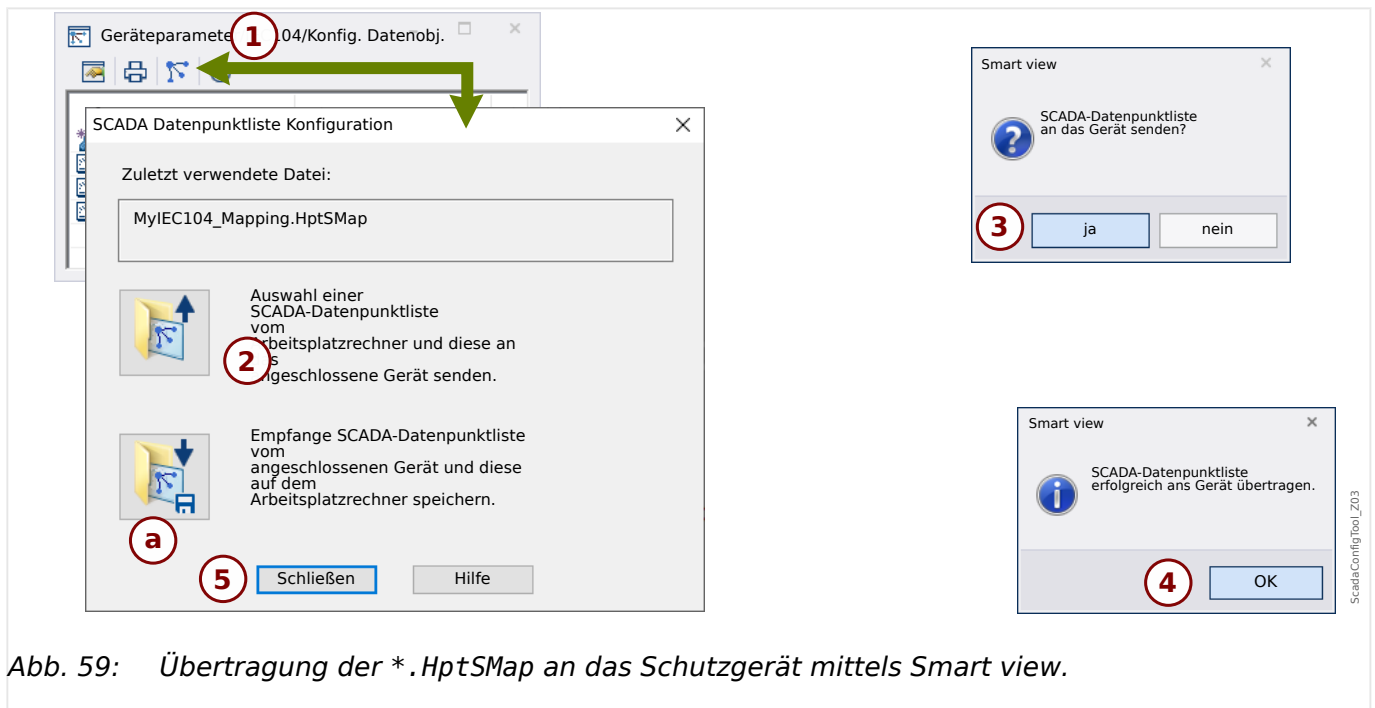 Geräteparamete 104/Konfig. Datenobj.
1
SCADA Datenpunktliste Konfiguration
Zuletzt verwendete Datei:
MyIEC104_Mapping.HptSMap
Auswahl einer
SCADA-Datenpunktliste
vom
Arbeitsplatzrechner und diese an
2
angeschlossene Gerät senden.
Empfange SCADA-Datenpunktliste
vom
angeschlossenen Gerät und diese
auf dem
Arbeitsplatzrechner speichern.
a
5
Schließen
Hilfe
Smart view
SCADA-Datenpunktliste
an das Gerät senden?
3
ja
nein
Smart view
SCADA-Datenpunktliste
erfolgreich ans Gerät übertragen.
4
OK
ScadaConfigTool_Z03
Abb. 59: Übertragung der *.HptSMap an das Schutzgerät mittels Smart view.